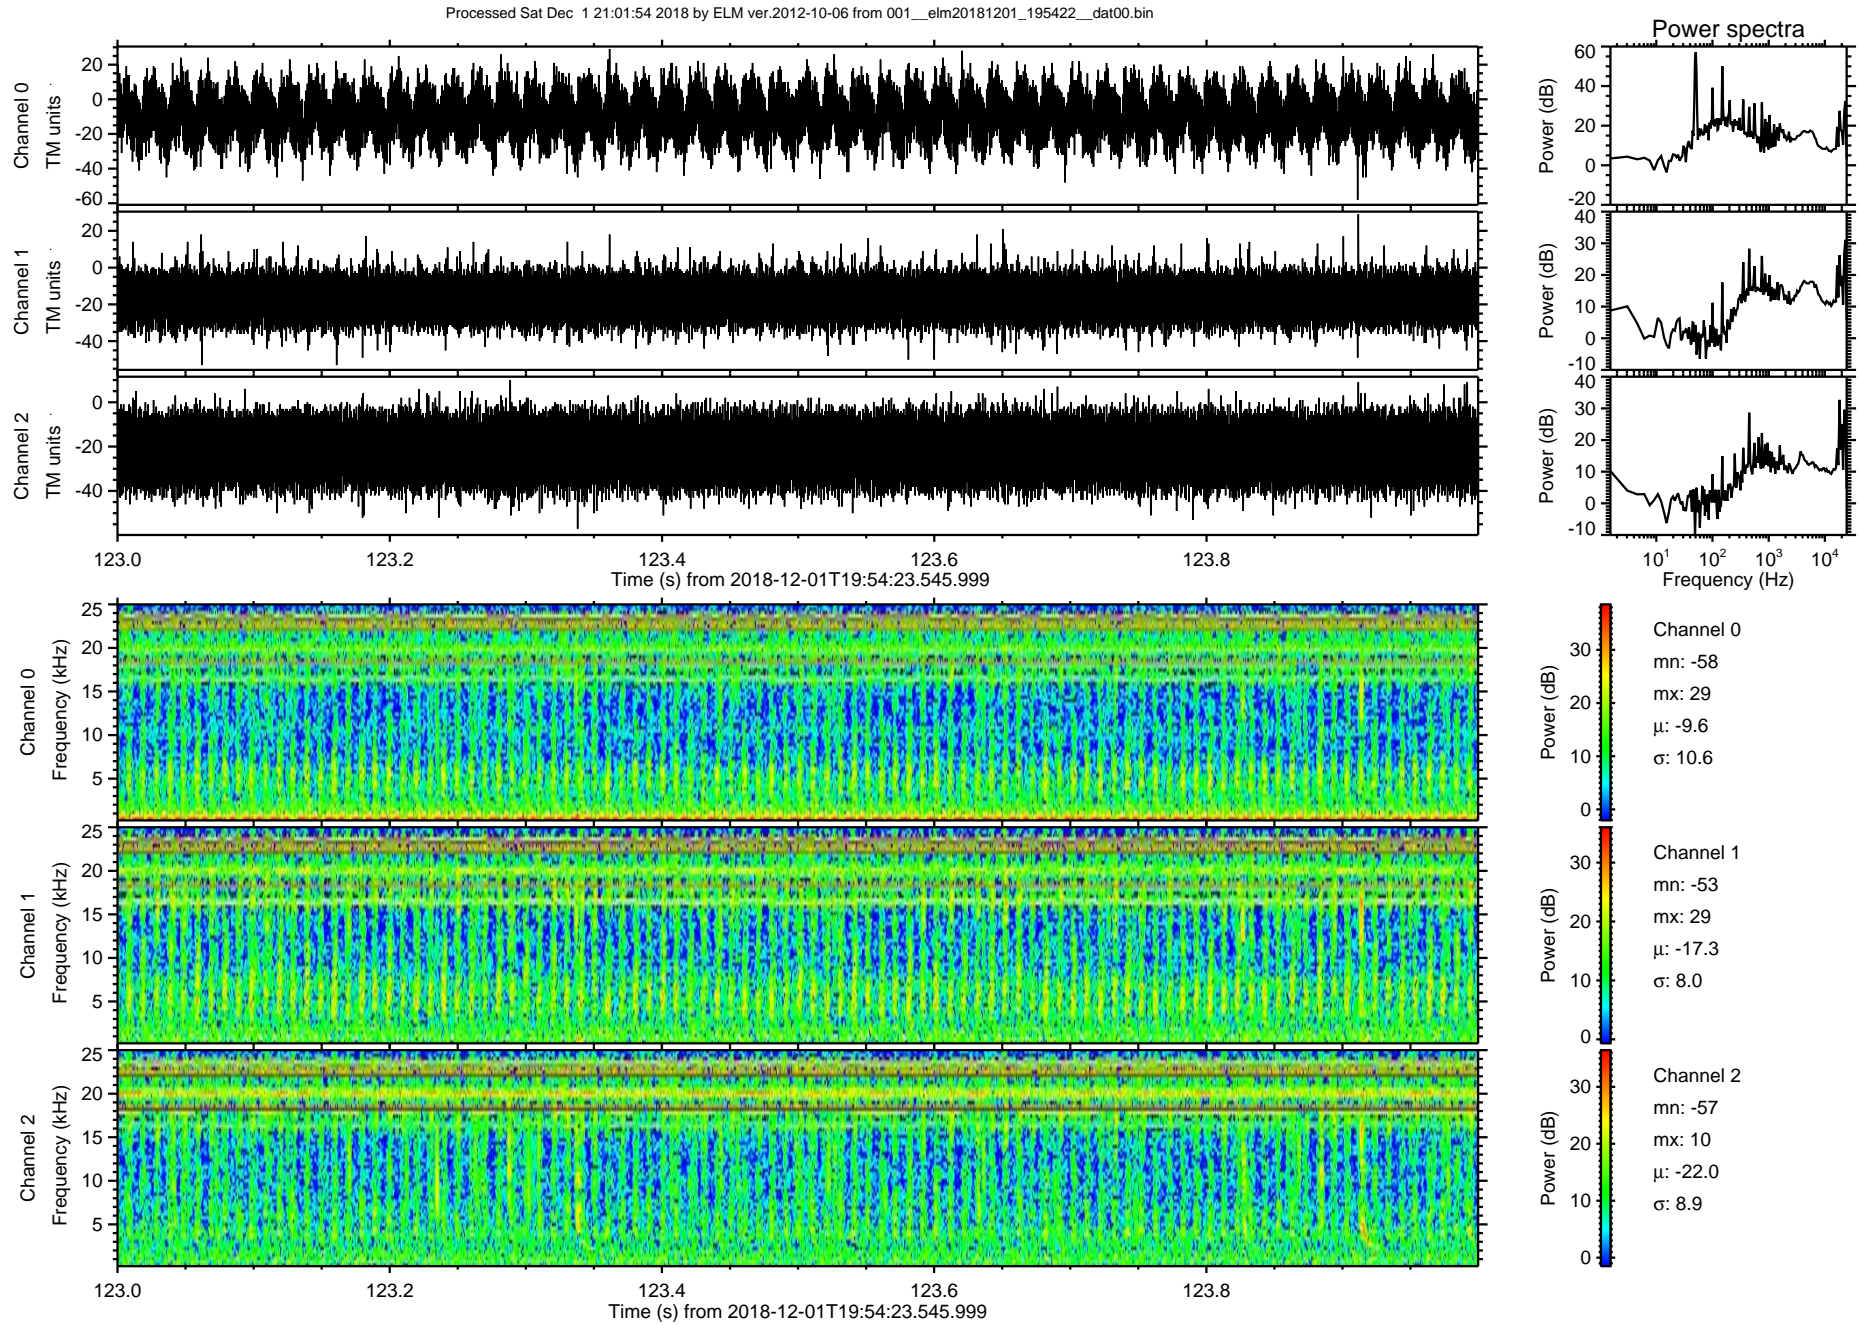 Processed Sat Dec  1 21:01:54 2018 by ELM ver.2012-10-06 from 001__elm20181201_195422__dat00.bin
Power spectra
Channel 0
TM units
20
0
-20
-40
-60
Power (dB)
60
40
20
0
-20
Channel 1
TM units
20
0
-20
-40
Power (dB)
40
30
20
10
0
-10
Channel 2
TM units
0
-20
-40
Power (dB)
40
30
20
10
0
-10
123.0 123.2 123.4 123.6 123.8
Time (s) from 2018-12-01T19:54:23.545.999
10¹ 10² 10³ 10⁴
Frequency (Hz)
Channel 0
Frequency (kHz)
25
20
15
10
5
Power (dB)
30
20
10
0
Channel 0
mn: -58
mx: 29
μ: -9.6
σ: 10.6
Channel 1
Frequency (kHz)
25
20
15
10
5
Power (dB)
30
20
10
0
Channel 1
mn: -53
mx: 29
μ: -17.3
σ: 8.0
Channel 2
Frequency (kHz)
25
20
15
10
5
Power (dB)
30
20
10
0
Channel 2
mn: -57
mx: 10
μ: -22.0
σ: 8.9
123.0 123.2 123.4 123.6 123.8
Time (s) from 2018-12-01T19:54:23.545.999